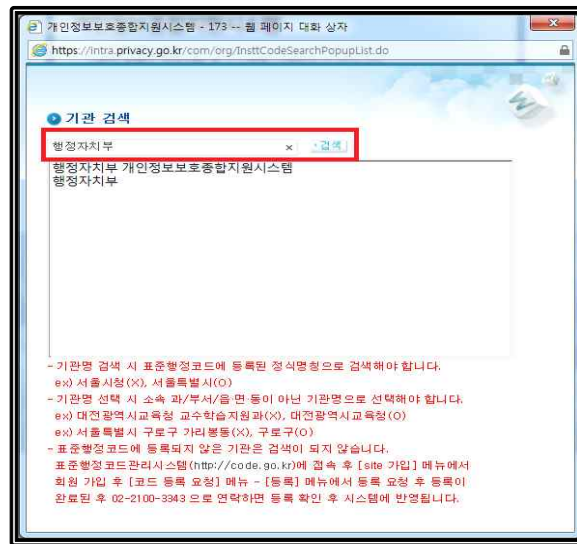 개인정보보호종합지원시스템 - 173 -- 웹 페이지 대화 상자
https://intra.privacy.go.kr/com/org/InsttCodeSearchPopupList.do
기관 검색
행정자치부 × 검색
행정자치부 개인정보보호종합지원시스템
행정자치부
- 기관명 검색 시 표준행정코드에 등록된 정식명칭으로 검색해야 합니다.
ex) 서울시청(X), 서울특별시(O)
- 기관명 선택 시 소속 과/부서/읍·면·동이 아닌 기관명으로 선택해야 합니다.
ex) 대전광역시교육청 교수학습지원과(X), 대전광역시교육청(O)
ex) 서울특별시 구로구 가리봉동(X), 구로구(O)
- 표준행정코드에 등록되지 않은 기관은 검색이 되지 않습니다.
표준행정코드관리시스템(http://code.go.kr)에 접속 후 [site 가입] 메뉴에서
회원 가입 후 [코드 등록 요청] 메뉴 - [등록] 메뉴에서 등록 요청 후 등록이
완료된 후 02-2100-3343 으로 연락하면 등록 확인 후 시스템에 반영됩니다.